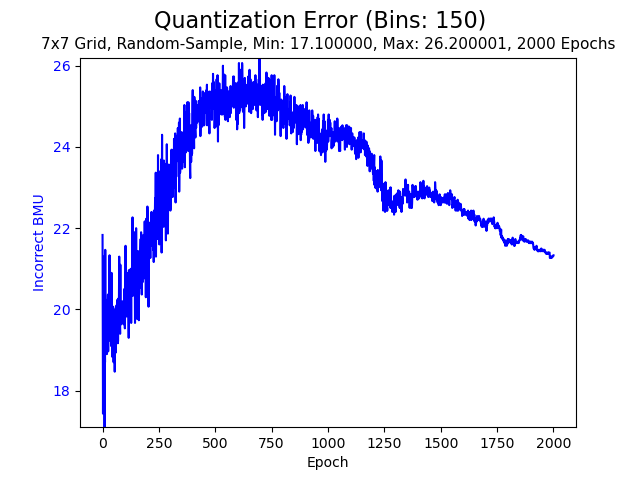 Quantization Error (Bins: 150)
7x7 Grid, Random-Sample, Min: 17.100000, Max: 26.200001, 2000 Epochs
26
24
22
20
18
Incorrect BMU
0 250 500 750 1000 1250 1500 1750 2000
Epoch